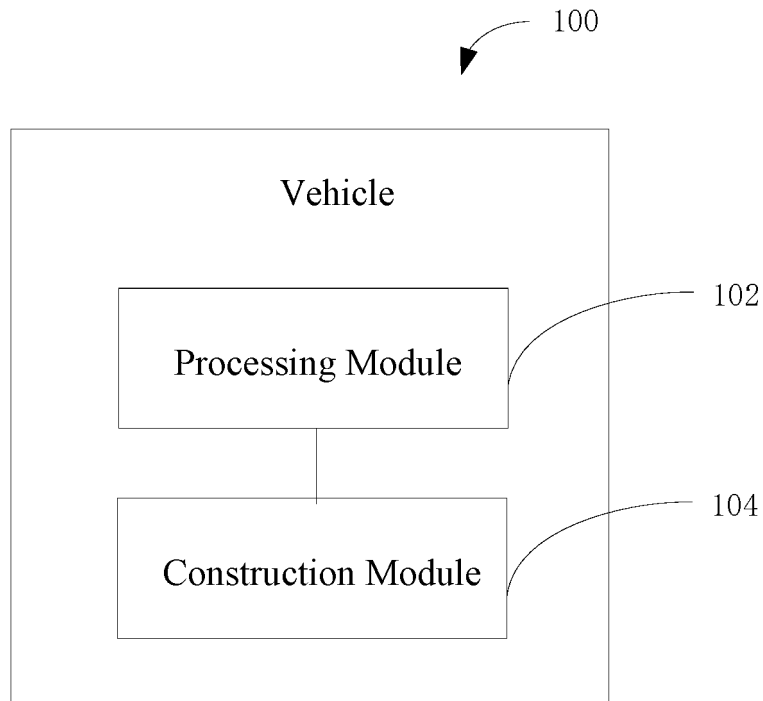 100
Vehicle
102
Processing Module
104
Construction Module